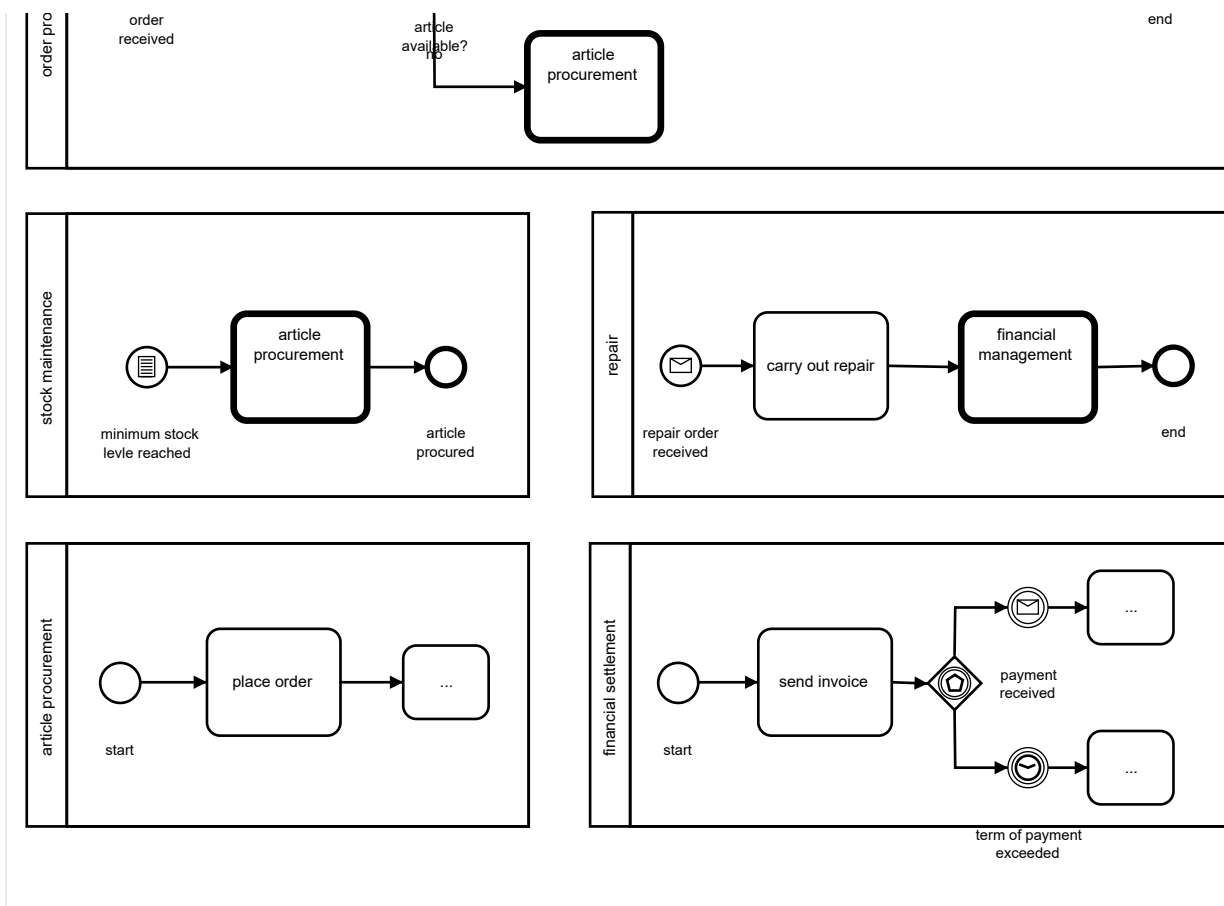 order pro
order
received
article
available?
no
article
procurement
end
stock maintenance
article
procurement
minimum stock
levle reached
article
procured
repair
carry out repair
financial
management
repair order
received
end
article procurement
place order
...
start
financial settlement
send invoice
...
payment
received
start
...
term of payment
exceeded